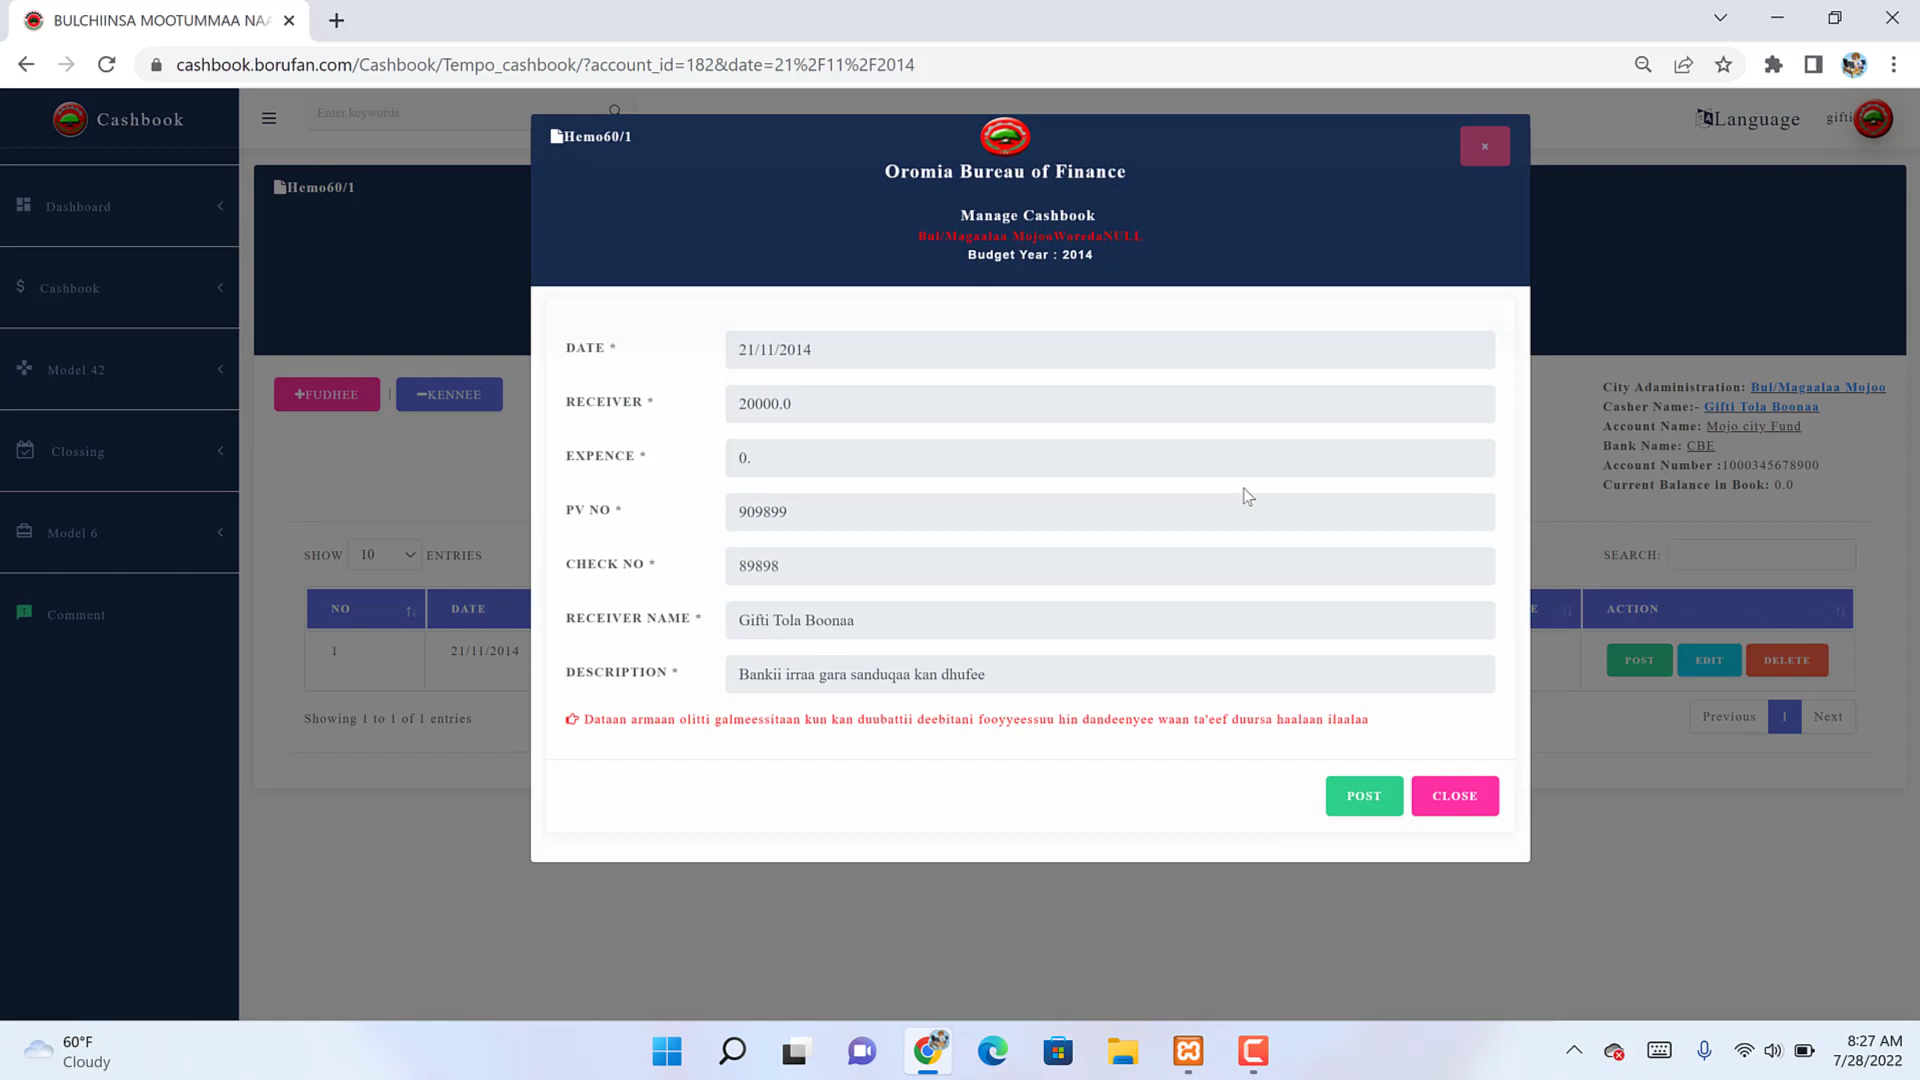 BULCHIINSA MOOTUMMAA NAA
cashbook.borufan.com/Cashbook/Tempo_cashbook/?account_id=182&date=21%2F11%2F2014
Cashbook
Enter keywords
Language
gifti
Dashboard
Cashbook
Model 42
Clossing
Model 6
Comment
Hemo60/1
Hemo60/1
Oromia Bureau of Finance
Manage Cashbook
Bul/Magaalaa MojooWoredaNULL
Budget Year : 2014
×
DATE *
21/11/2014
RECEIVER *
20000.0
EXPENCE *
0.
PV NO *
909899
CHECK NO *
89898
RECEIVER NAME *
Gifti Tola Boonaa
DESCRIPTION *
Bankii irraa gara sanduqaa kan dhufee
Dataan armaan olitti galmeessitaan kun kan duubattii deebitani fooyyeessuu hin dandeenyee waan ta'eef duursa haalaan ilaalaa
POST
CLOSE
+FUDHEE | −KENNEE
City Adaministration: Bul/Magaalaa Mojoo
Casher Name:- Gifti Tola Boonaa
Account Name: Mojo city Fund
Bank Name: CBE
Account Number :1000345678900
Current Balance in Book: 0.0
SHOW 10 ENTRIES
SEARCH:
NO
DATE
E
ACTION
1
21/11/2014
POST
EDIT
DELETE
Showing 1 to 1 of 1 entries
Previous 1 Next
60°F
Cloudy
8:27 AM
7/28/2022